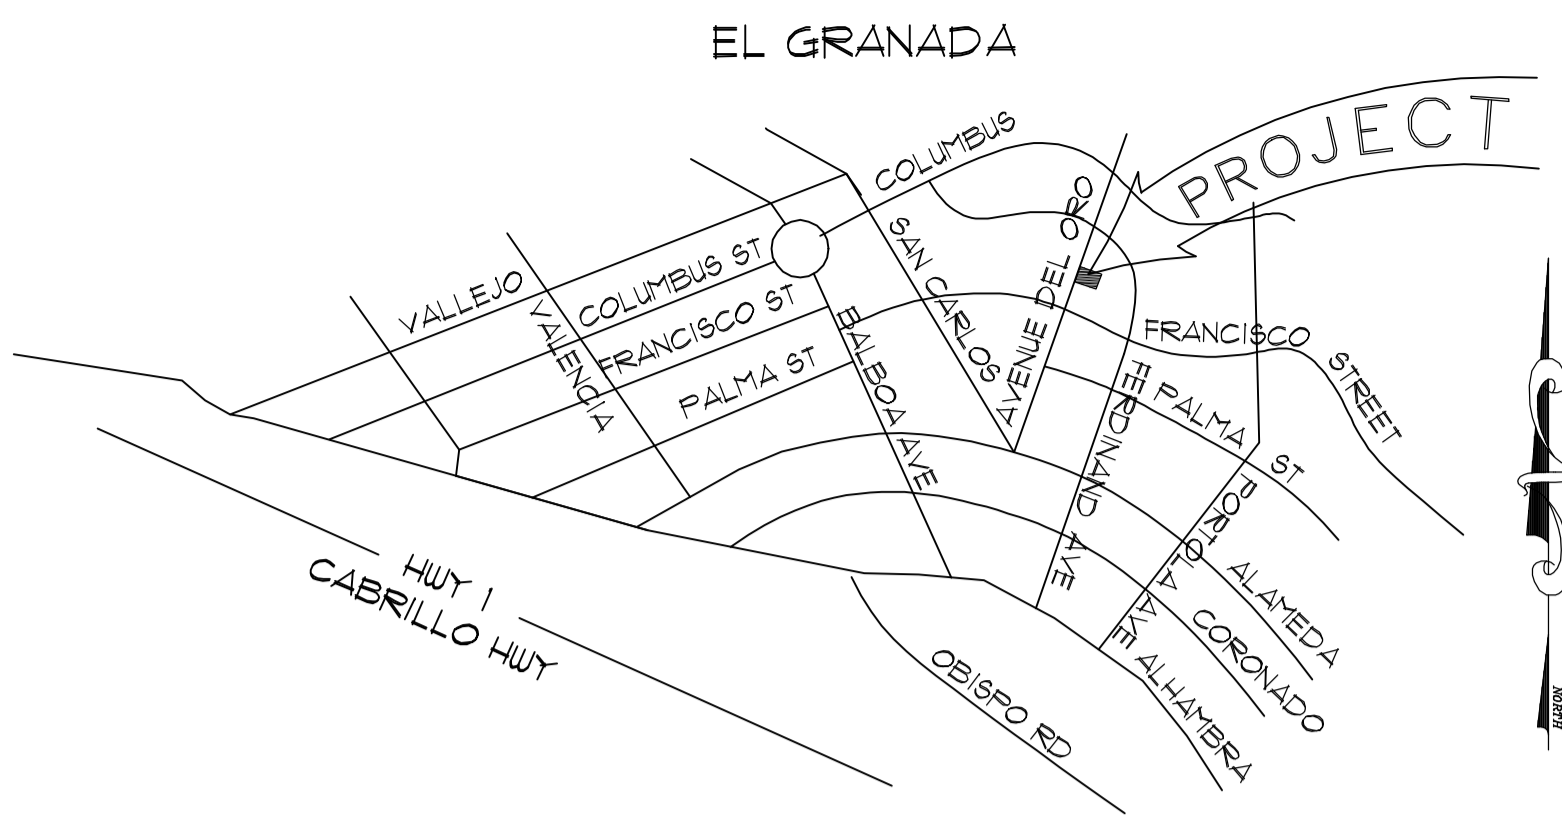 EL GRANADA
PROJECT
COLUMBUS
VALLEJO
COLUMBUS ST
VALENCIA
FRANCISCO ST
PALMA ST
BALBOA AVE
SAN CARLOS
AVENUE DEL ORO
FRANCISCO STREET
FERDINAND AVE
PALMA ST
PORTOLA AVE
ALAMEDA
CORONADO
ALHAMBRA
OBISPO RD
HWY 1
CABRILLO HWY
NORTH